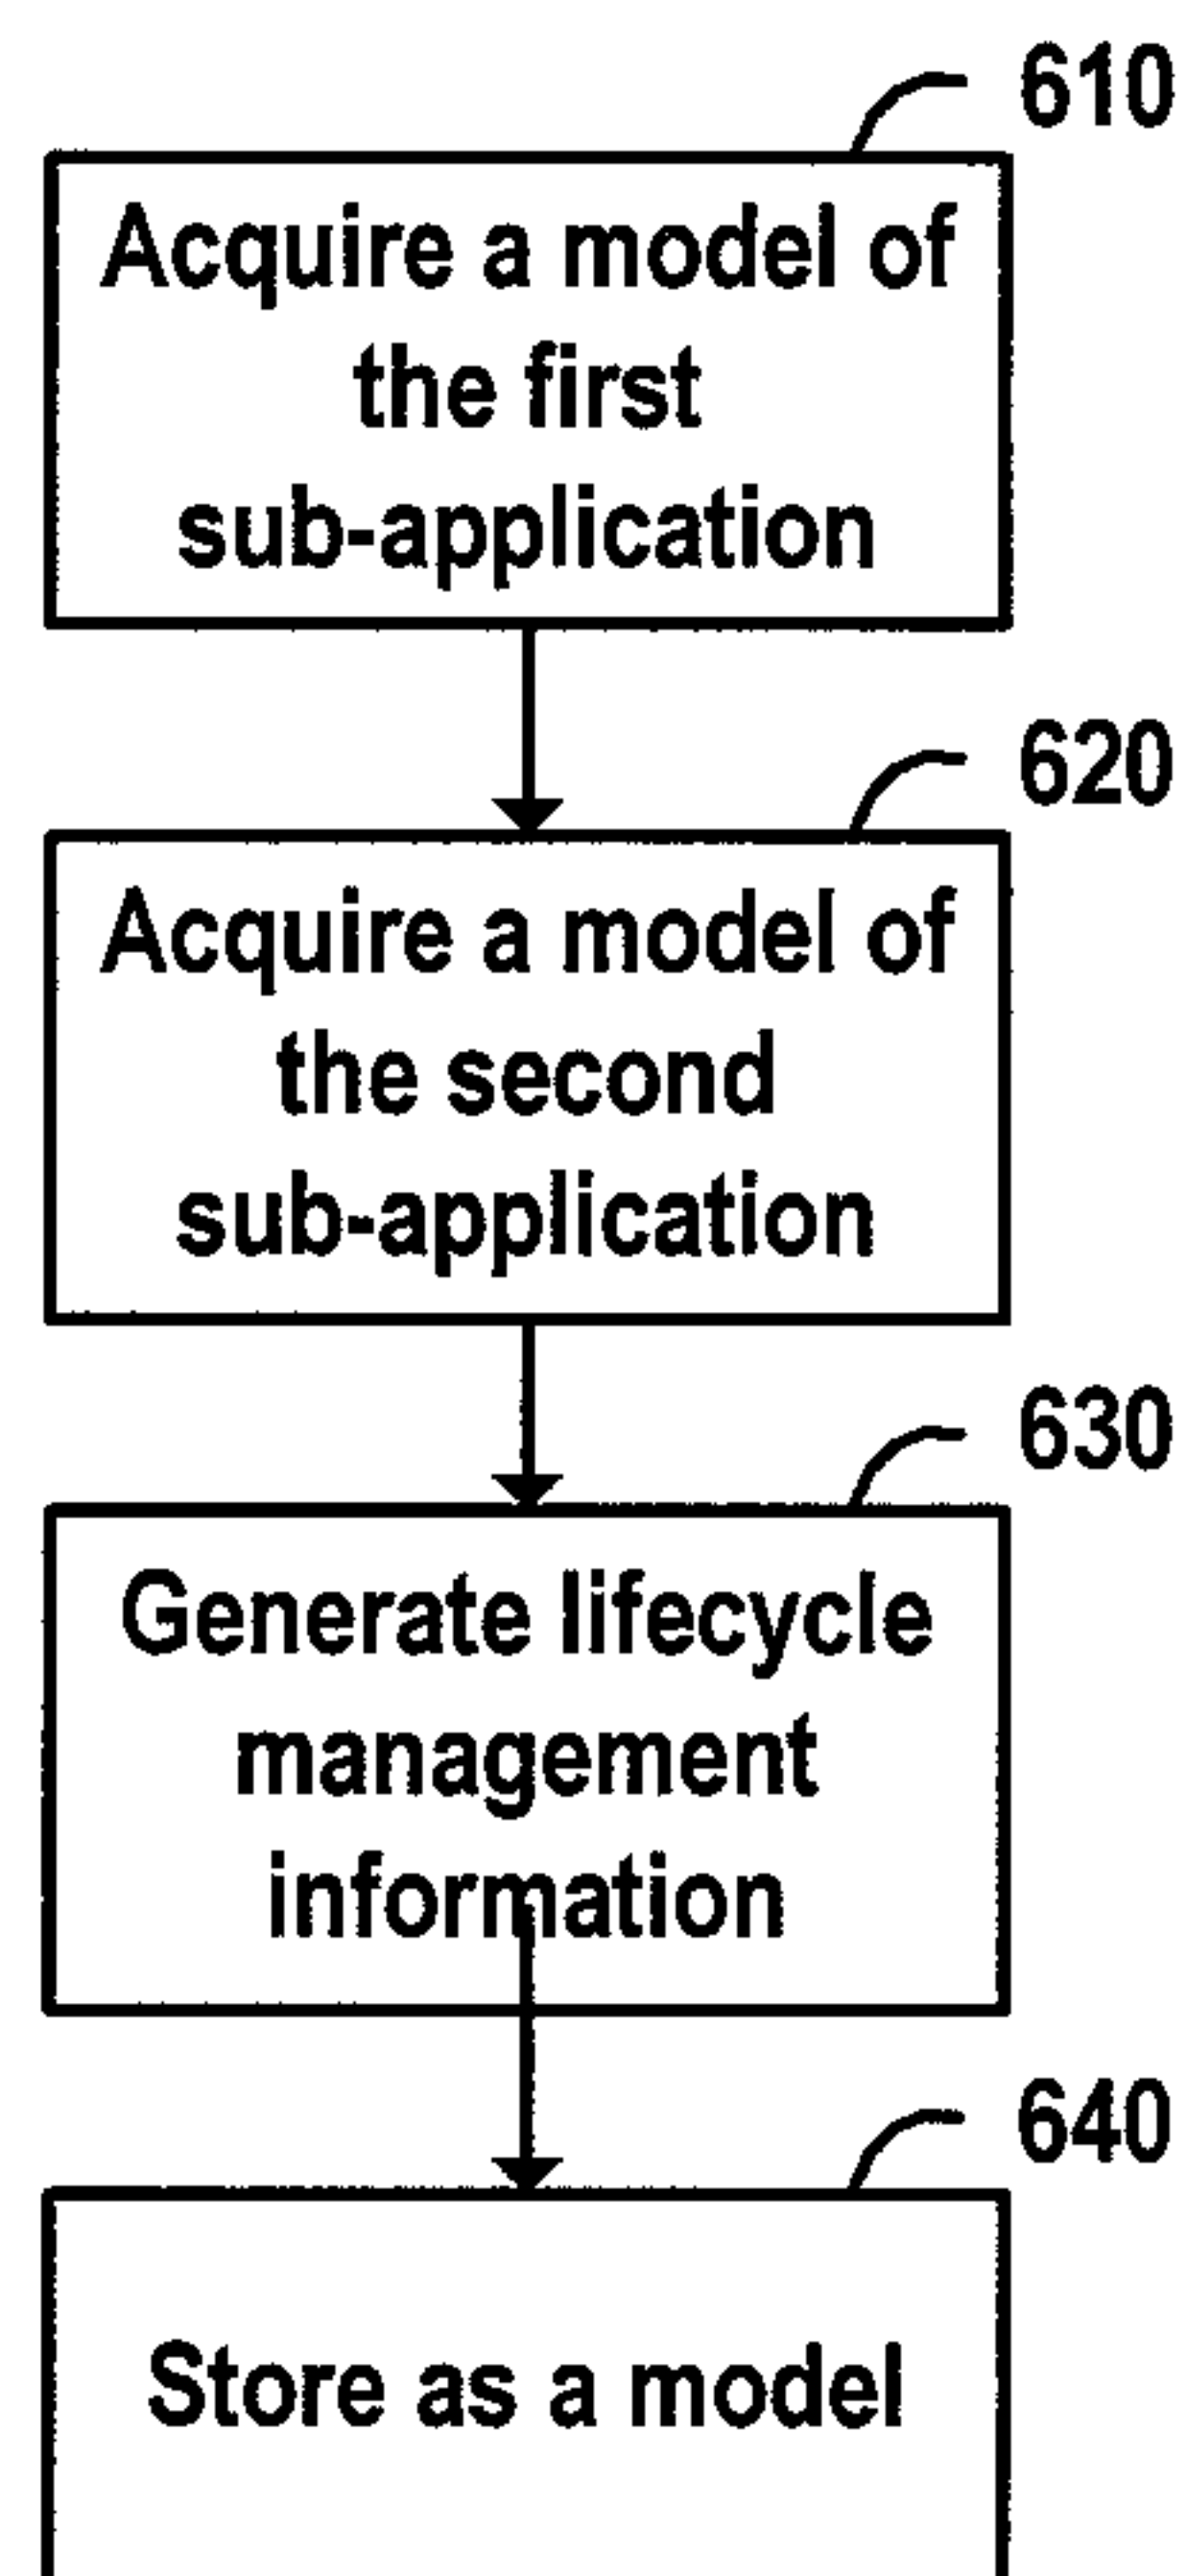 610
Acquire a model of
the first
sub-application
620
Acquire a model of
the second
sub-application
630
Generate lifecycle
management
information
640
Store as a model